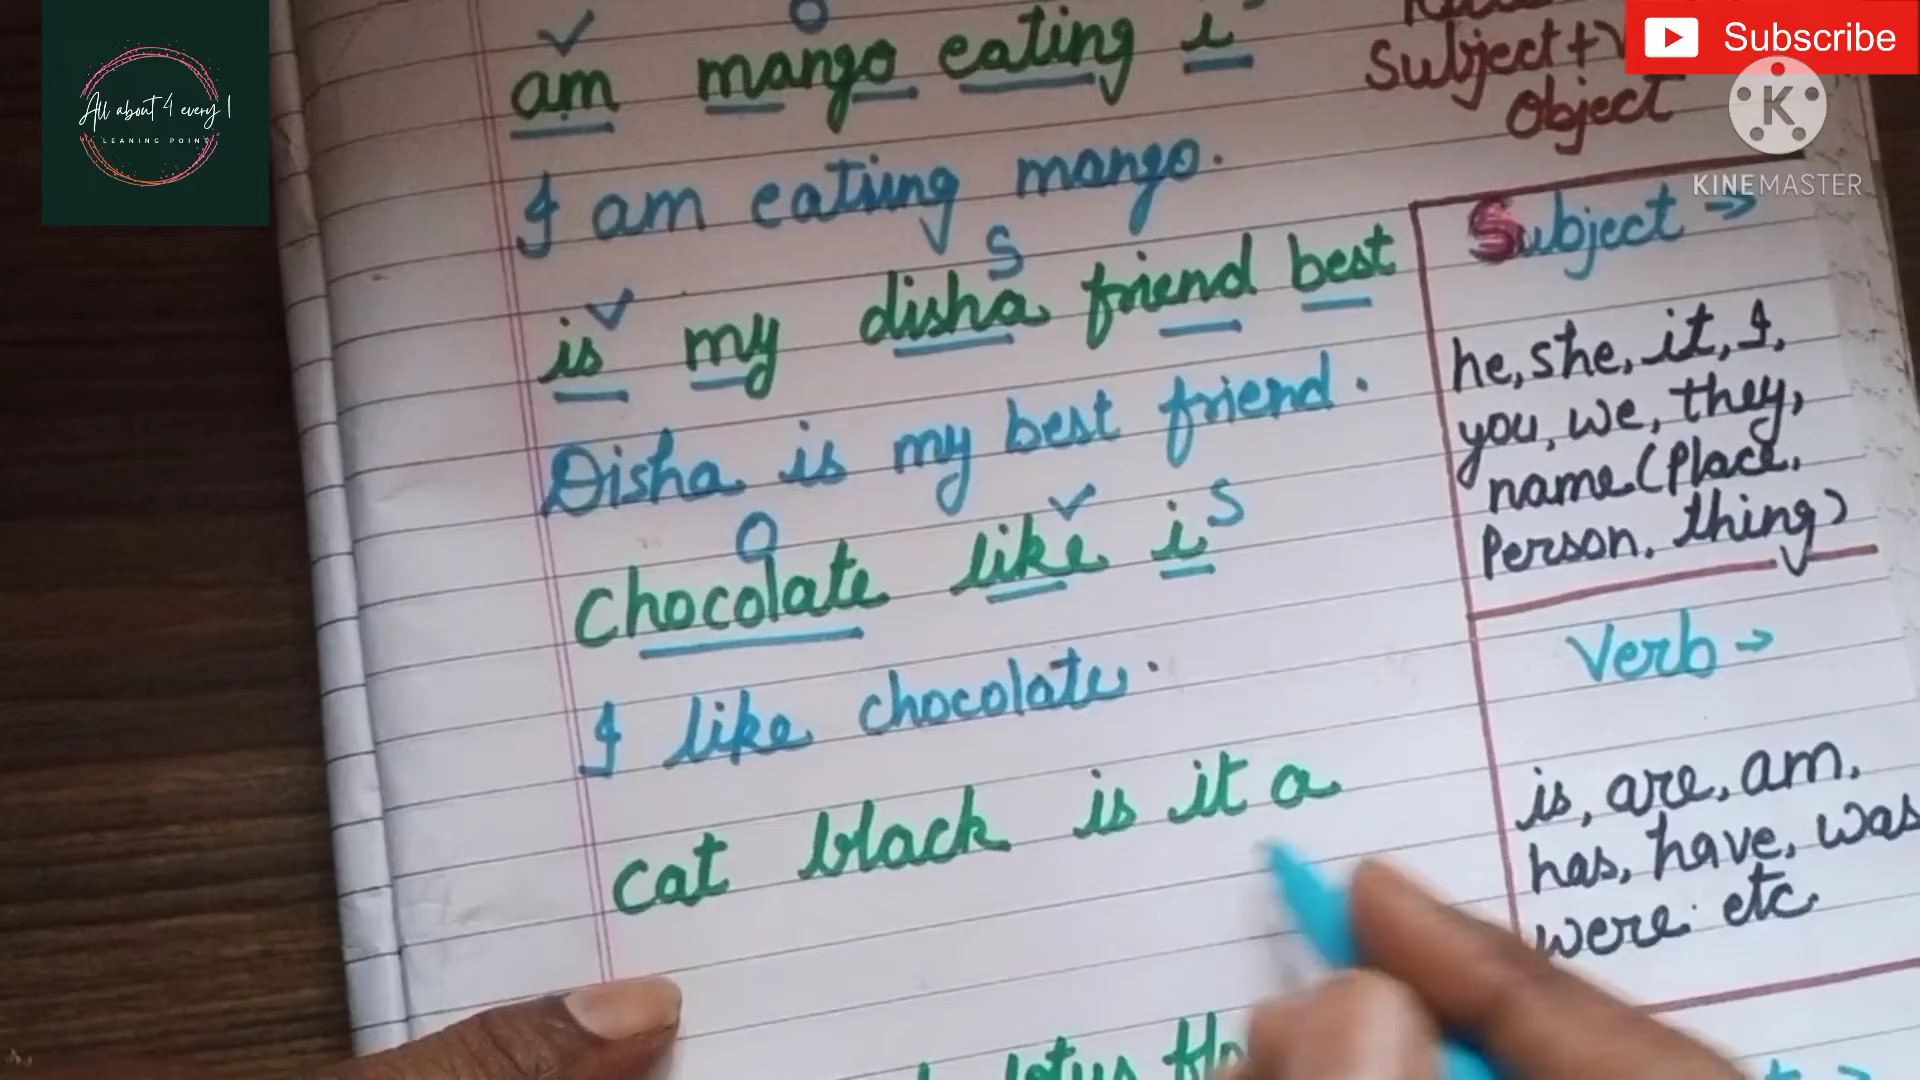 All about 4 every 1
LEANING POINT
Subscribe
K
KINEMASTER
Subject +
Object
V O
am mango eating i
I am eatiing mango.
V S
is my disha friend best
Disha is my best friend.
O V S
Chocolate like i
I like chocolate.
cat black is it a
lotus
Subject →
he, she, it, I,
you, we, they,
name (Place,
Person, thing)
Verb →
is, are, am,
has, have, was
were etc